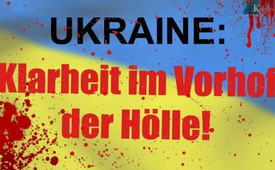 UKRAINE:
Klarheit im Vorhof
der Hölle!
K